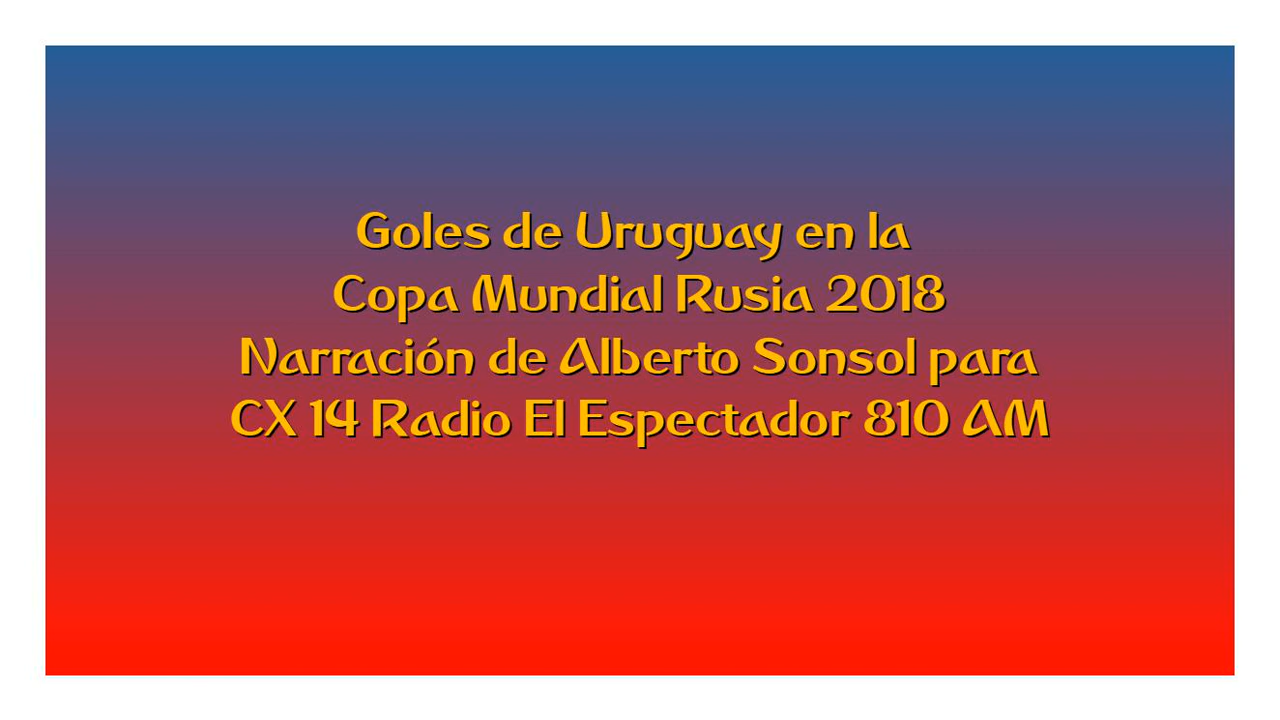 Goles de Uruguay en la
Copa Mundial Rusia 2018
Narración de Alberto Sonsol para
CX 14 Radio El Espectador 810 AM